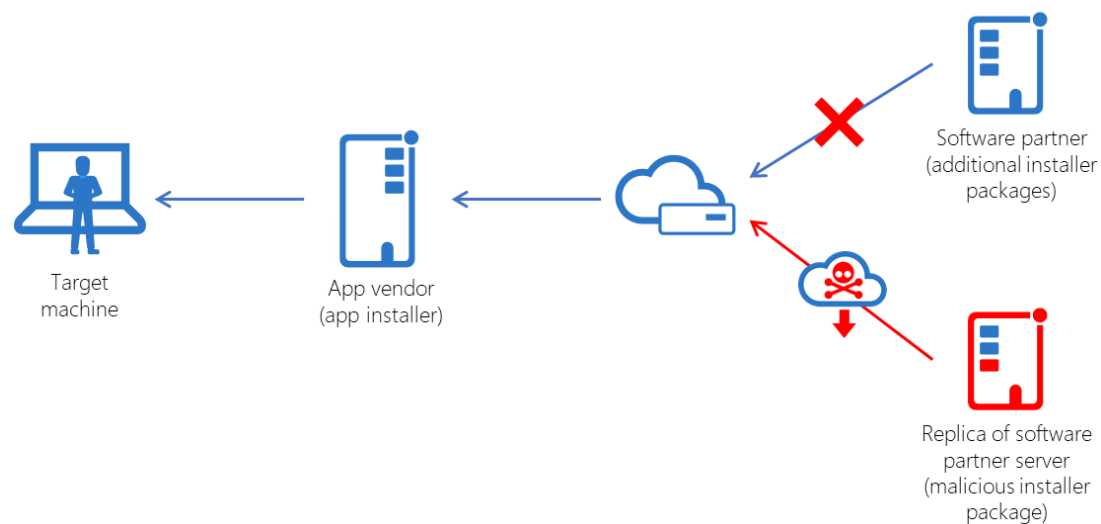 Target
machine
App vendor
(app installer)
Software partner
(additional installer
packages)
Replica of software
partner server
(malicious installer
package)